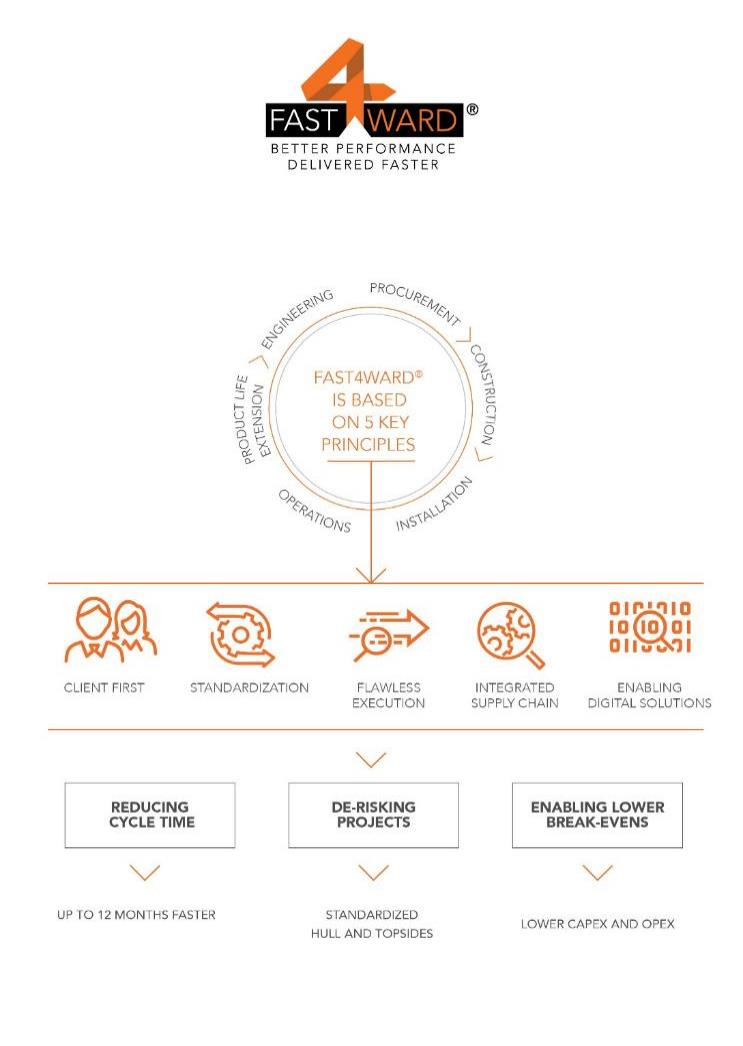 FAST4WARD®
BETTER PERFORMANCE
DELIVERED FASTER
ENGINEERING
PROCUREMENT
CONSTRUCTION
INSTALLATION
OPERATIONS
PRODUCT LIFE
EXTENSION
FAST4WARD®
IS BASED
ON 5 KEY
PRINCIPLES
CLIENT FIRST
STANDARDIZATION
FLAWLESS
EXECUTION
INTEGRATED
SUPPLY CHAIN
ENABLING
DIGITAL SOLUTIONS
REDUCING
CYCLE TIME
DE-RISKING
PROJECTS
ENABLING LOWER
BREAK-EVENS
UP TO 12 MONTHS FASTER
STANDARDIZED
HULL AND TOPSIDES
LOWER CAPEX AND OPEX